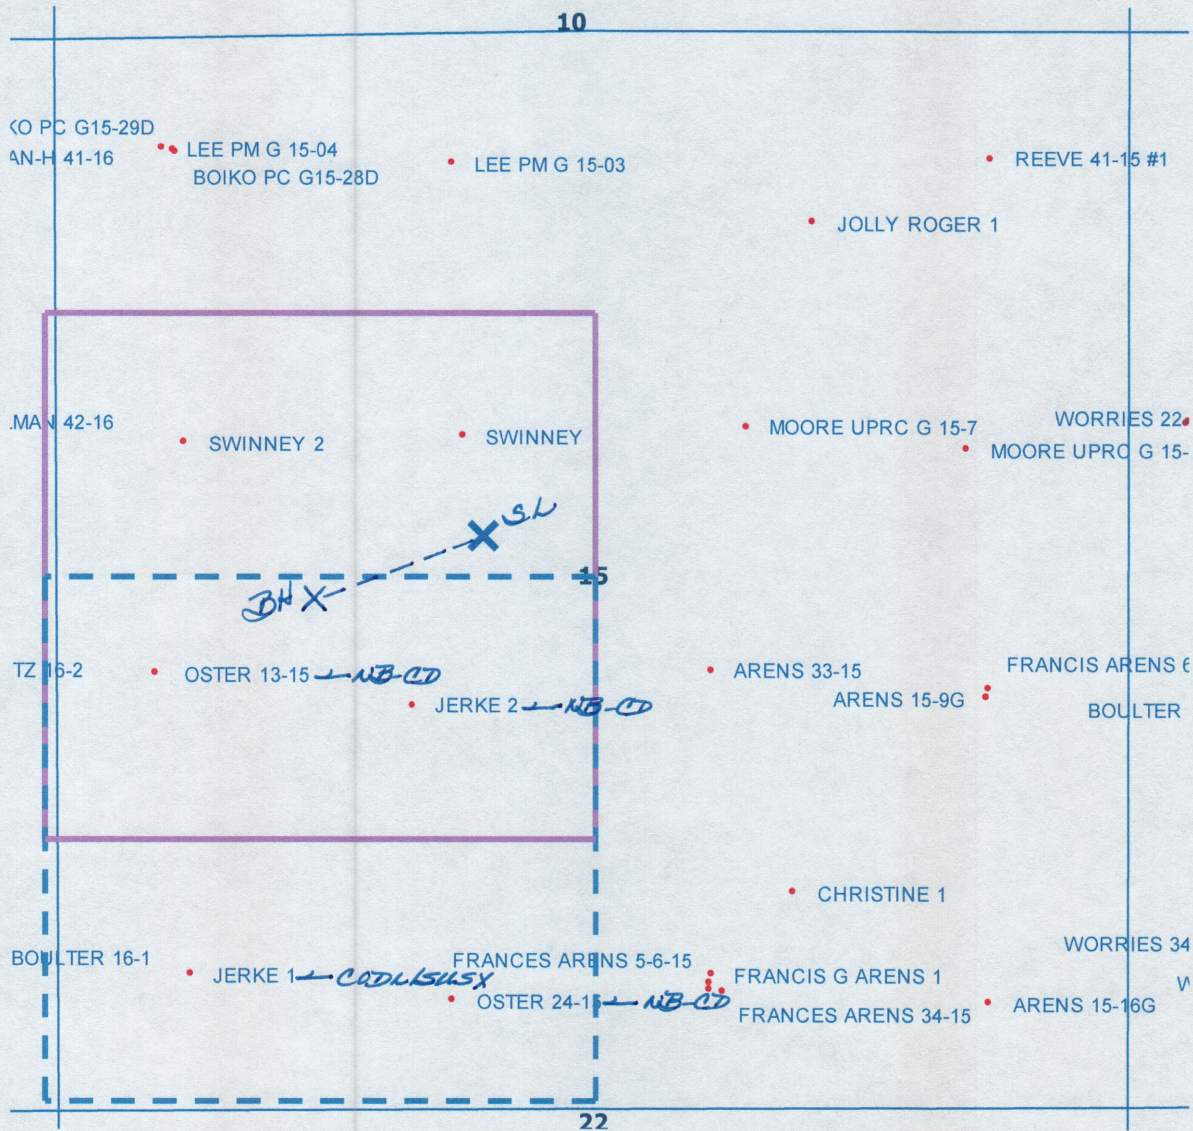 10
KO PC G15-29D
AN-H 41-16
LEE PM G 15-04
BOIKO PC G15-28D
LEE PM G 15-03
REEVE 41-15 #1
JOLLY ROGER 1
MAN 42-16
SWINNEY 2
SWINNEY
MOORE UPRC G 15-7
WORRIES 22-
MOORE UPRC G 15-
SL
15
BH
TZ 16-2
OSTER 13-15 NB-CD
JERKE 2 NB-CD
ARENS 33-15
FRANCIS ARENS 6
ARENS 15-9G
BOULTER
CHRISTINE 1
BOULTER 16-1
JERKE 1
FRANCES ARENS 5-6-15
FRANCIS G ARENS 1
WORRIES 34
OSTER 24-15 NB-CD
FRANCES ARENS 34-15
ARENS 15-16G
W
22